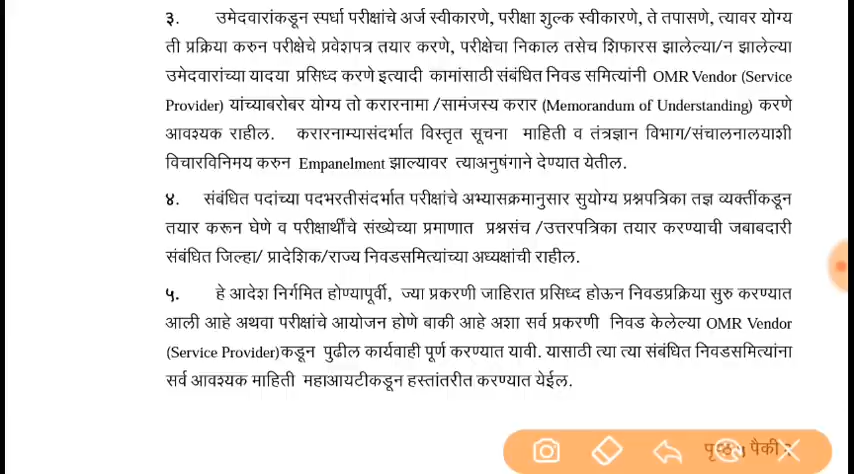 ३. उमेदवारांकडून स्पर्धा परीक्षांचे अर्ज स्वीकारणे, परीक्षा शुल्क स्वीकारणे, ते तपासणे, त्यावर योग्य
ती प्रक्रिया करुन परीक्षेचे प्रवेशपत्र तयार करणे, परीक्षेचा निकाल तसेच शिफारस झालेल्या/न झालेल्या
उमेदवारांच्या यादया प्रसिध्द करणे इत्यादी कामांसाठी संबंधित निवड समित्यांनी OMR Vendor (Service
Provider) यांच्याबरोबर योग्य तो करारनामा /सामंजस्य करार (Memorandum of Understanding) करणे
आवश्यक राहील. करारनाम्यासंदर्भात विस्तृत सूचना माहिती व तंत्रज्ञान विभाग/संचालनालयाशी
विचारविनिमय करुन Empanelment झाल्यावर त्याअनुषंगाने देण्यात येतील.
४. संबंधित पदांच्या पदभरतीसंदर्भात परीक्षांचे अभ्यासक्रमानुसार सुयोग्य प्रश्नपत्रिका तज्ञ व्यक्तींकडून
तयार करून घेणे व परीक्षार्थींचे संख्येच्या प्रमाणात प्रश्नसंच /उत्तरपत्रिका तयार करण्याची जबाबदारी
संबंधित जिल्हा/ प्रादेशिक/राज्य निवडसमित्यांच्या अध्यक्षांची राहील.
५. हे आदेश निर्गमित होण्यापूर्वी, ज्या प्रकरणी जाहिरात प्रसिध्द होऊन निवडप्रक्रिया सुरु करण्यात
आली आहे अथवा परीक्षांचे आयोजन होणे बाकी आहे अशा सर्व प्रकरणी निवड केलेल्या OMR Vendor
(Service Provider)कडून पुढील कार्यवाही पूर्ण करण्यात यावी. यासाठी त्या त्या संबंधित निवडसमित्यांना
सर्व आवश्यक माहिती महाआयटीकडून हस्तांतरीत करण्यात येईल.
पैकी